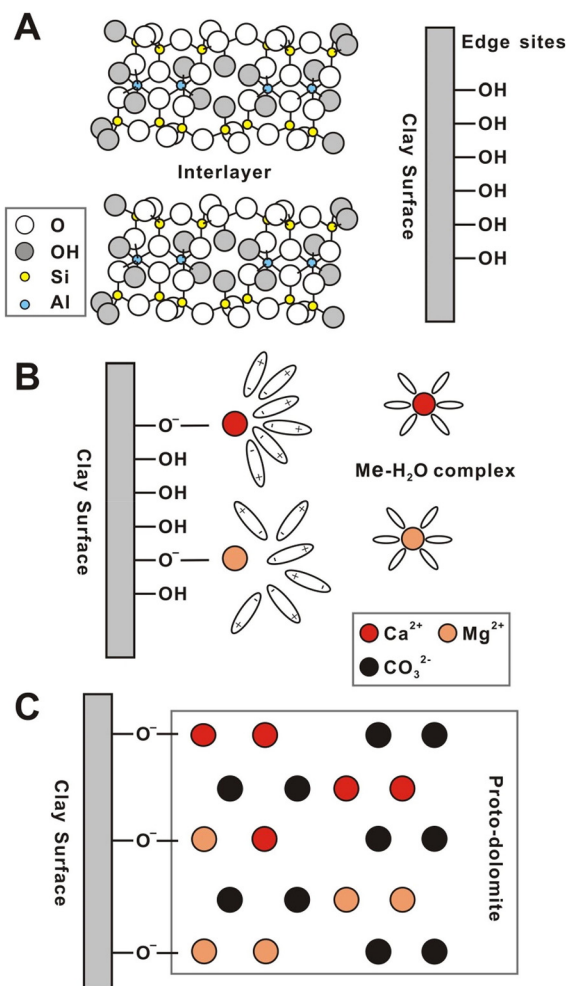 A
Edge sites
Clay Surface
OH
OH
OH
OH
OH
OH
Interlayer
O
OH
Si
Al
B
Clay Surface
O⁻
OH
OH
OH
O⁻
OH
+ -
+ -
+ -
+ -
+ -
+ -
+ -
+ -
+ -
+ -
+ -
+ -
Me-H₂O complex
Ca²⁺ Mg²⁺
CO₃²⁻
C
Clay Surface
O⁻
O⁻
O⁻
Proto-dolomite